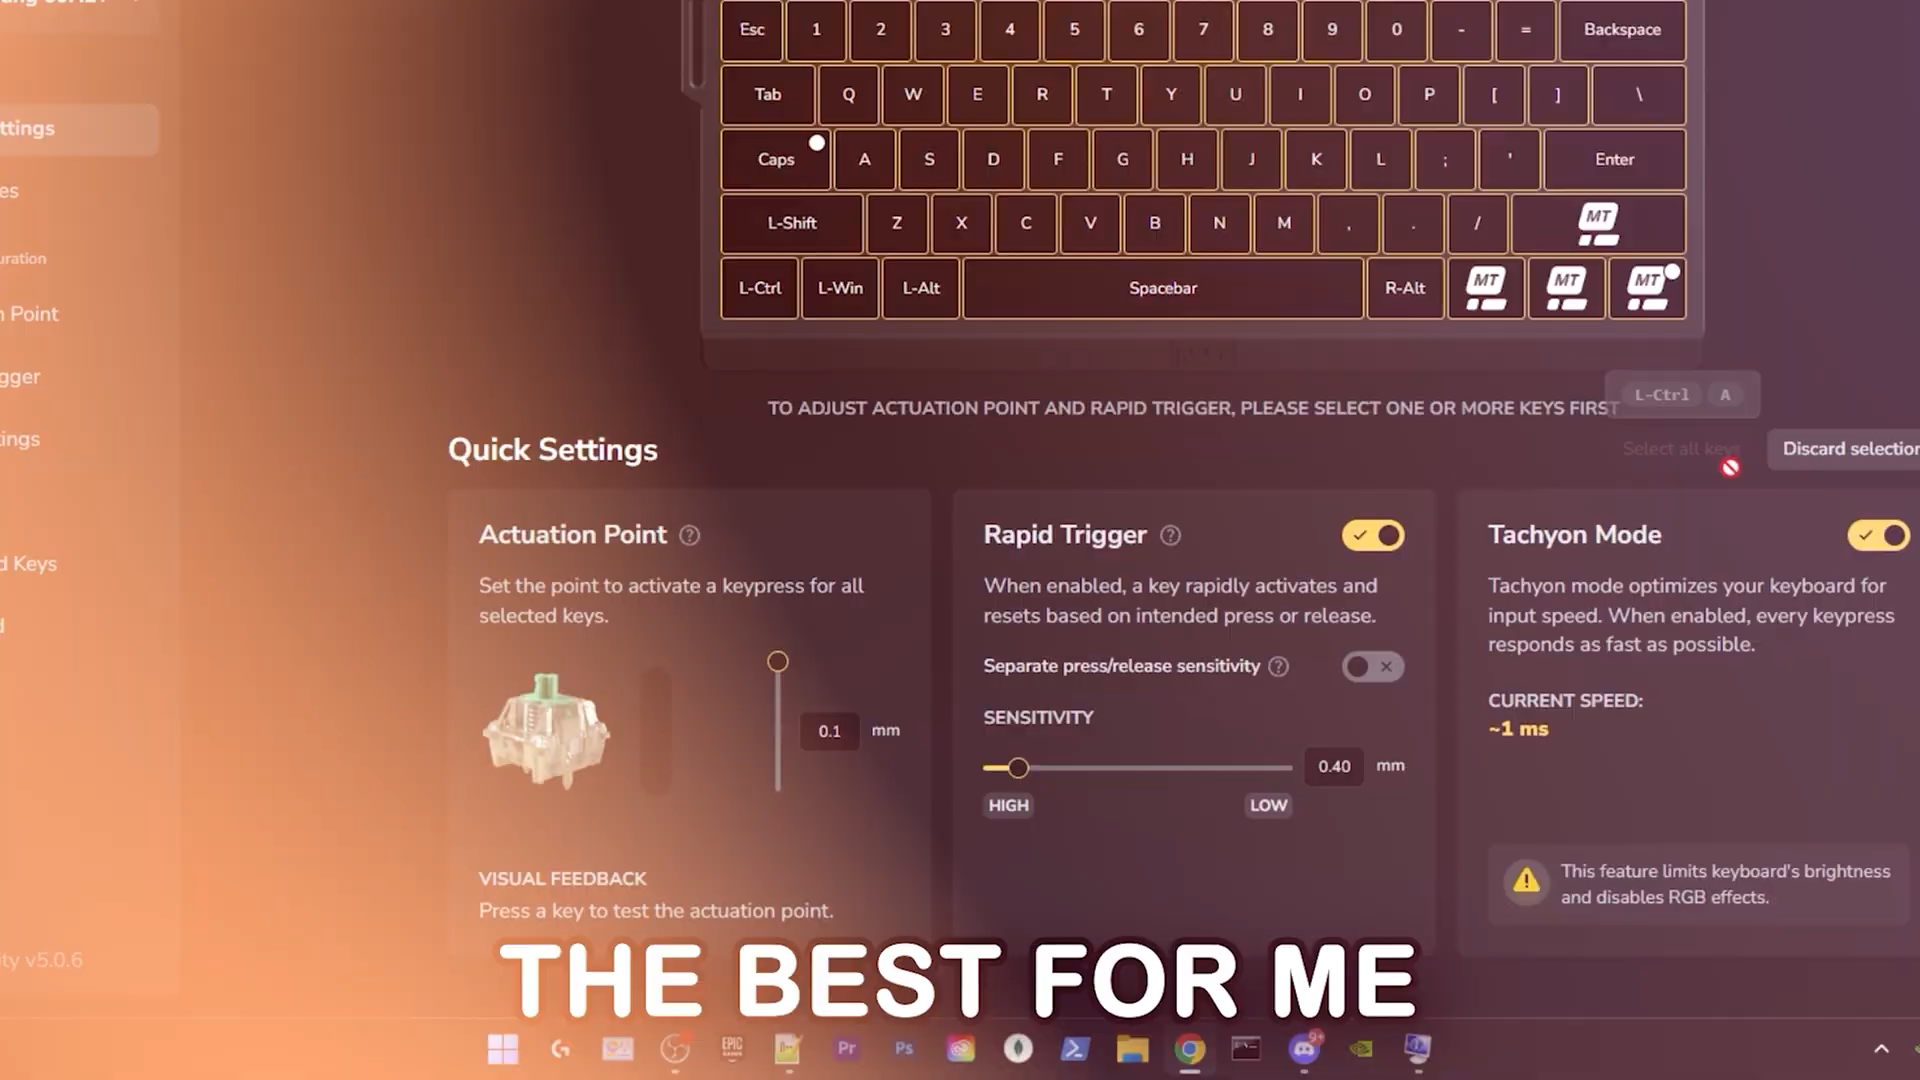 Esc 1 2 3 4 5 6 7 8 9 0 - = Backspace
Tab Q W E R T Y U I O P [ ] \
ttings
Caps A S D F G H J K L ; ' Enter
es
L-Shift Z X C V B N M , . / MT
uration
L-Ctrl L-Win L-Alt Spacebar R-Alt MT MT MT
n Point
gger
TO ADJUST ACTUATION POINT AND RAPID TRIGGER, PLEASE SELECT ONE OR MORE KEYS FIRST
L-Ctrl A
ings
Quick Settings
Select all keys
Discard selection
Actuation Point ?
Set the point to activate a keypress for all
selected keys.
0.1 mm
VISUAL FEEDBACK
Press a key to test the actuation point.
Rapid Trigger ?
When enabled, a key rapidly activates and
resets based on intended press or release.
Separate press/release sensitivity ?
SENSITIVITY
0.40 mm
HIGH LOW
Tachyon Mode
Tachyon mode optimizes your keyboard for
input speed. When enabled, every keypress
responds as fast as possible.
CURRENT SPEED:
~1 ms
This feature limits keyboard's brightness
and disables RGB effects.
d Keys
d
ity v5.0.6
THE BEST FOR ME
EPIC
Pr
Ps
9+